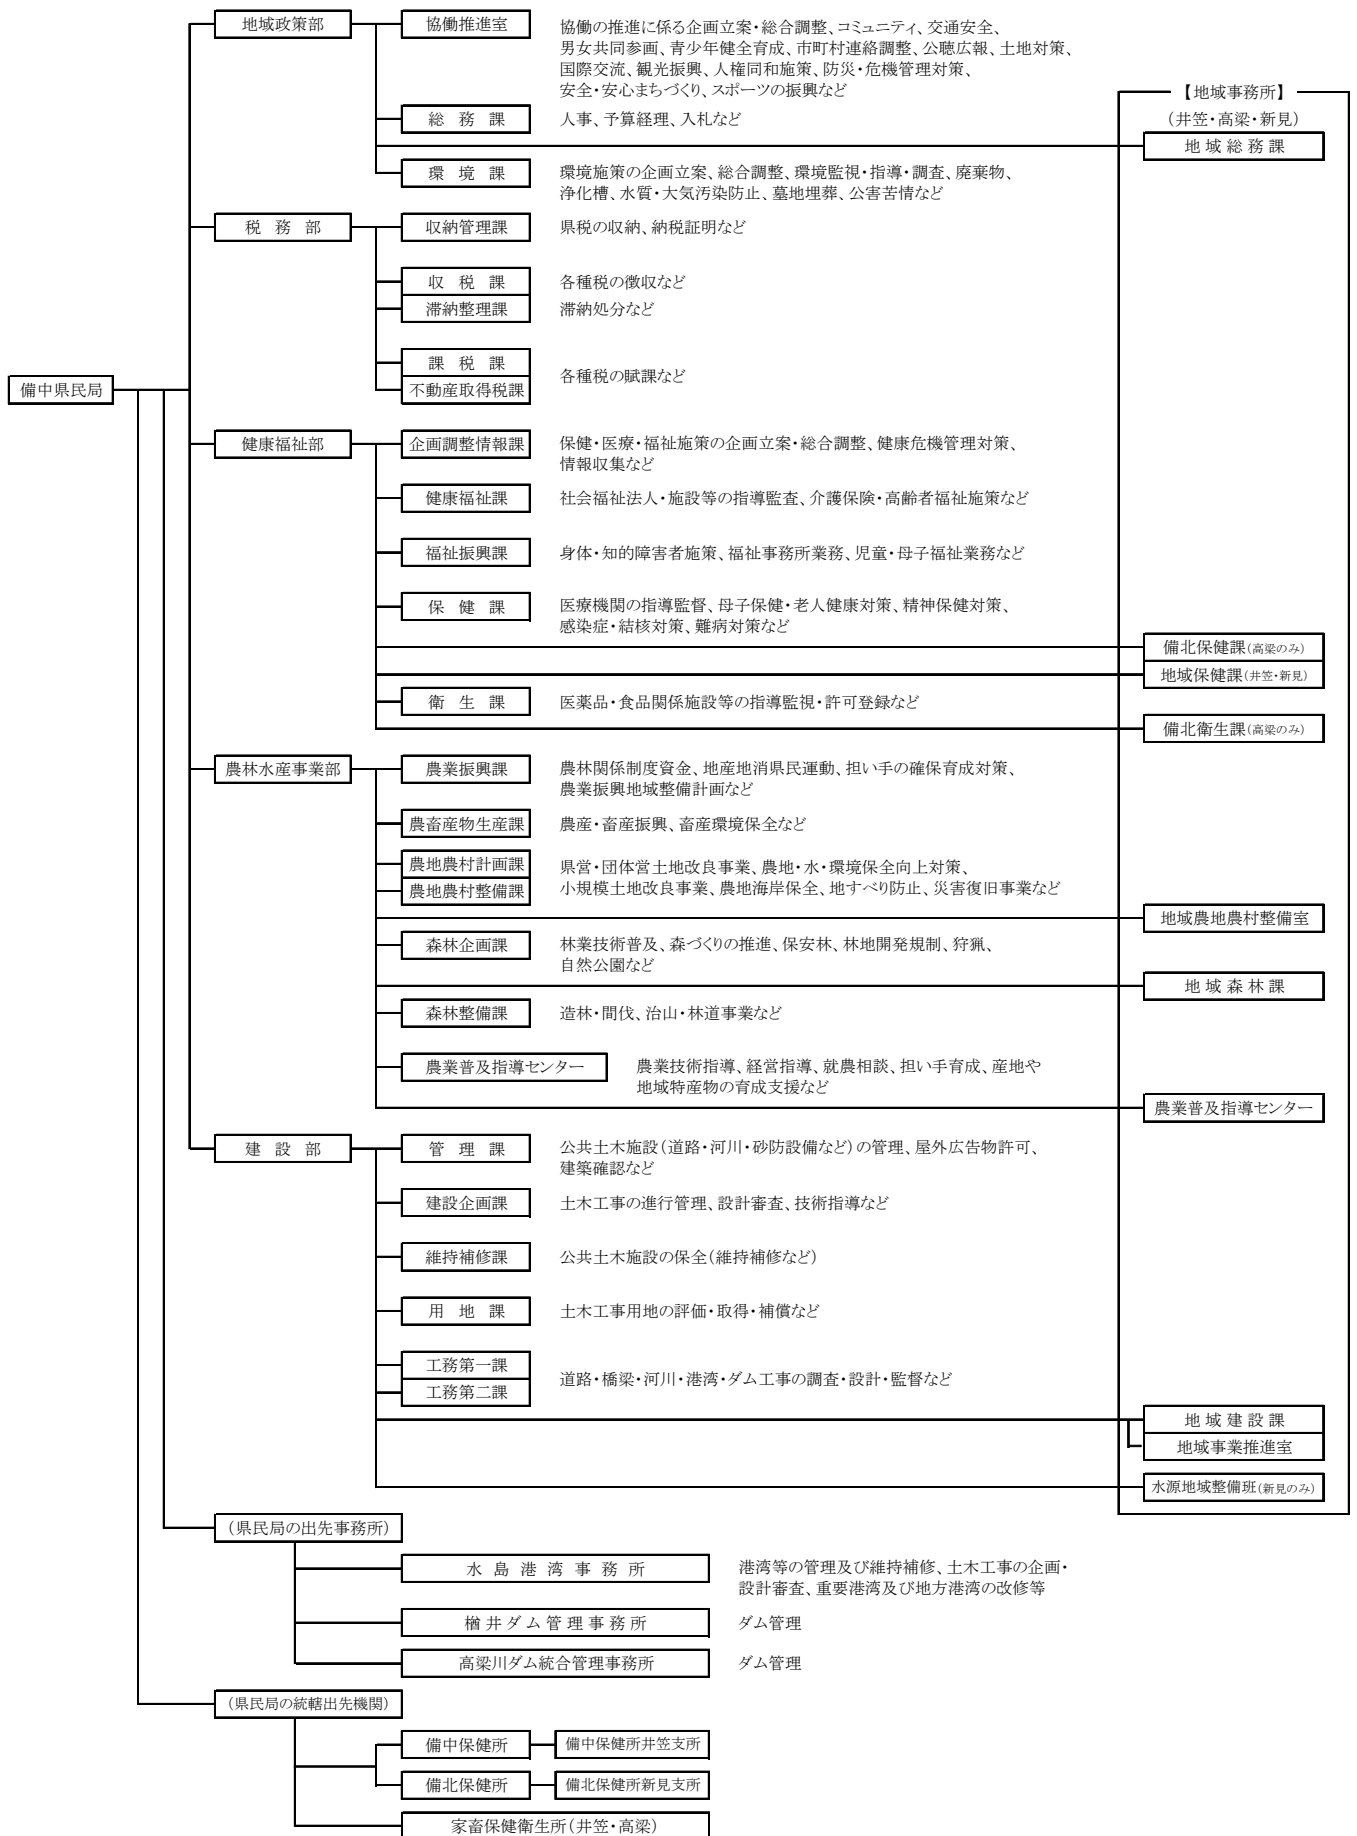 地域政策部
協働推進室
協働の推進に係る企画立案・総合調整、コミュニティ、交通安全、
男女共同参画、青少年健全育成、市町村連絡調整、公聴広報、土地対策、
国際交流、観光振興、人権同和施策、防災・危機管理対策、
安全・安心まちづくり、スポーツの振興など
【地域事務所】
（井笠・高梁・新見）
総務課
人事、予算経理、入札など
地域総務課
環境課
環境施策の企画立案、総合調整、環境監視・指導・調査、廃棄物、
浄化槽、水質・大気汚染防止、墓地埋葬、公害苦情など
税務部
収納管理課
県税の収納、納税証明など
収税課
各種税の徴収など
滞納整理課
滞納処分など
課税課
不動産取得税課
各種税の賦課など
備中県民局
健康福祉部
企画調整情報課
保健・医療・福祉施策の企画立案・総合調整、健康危機管理対策、
情報収集など
健康福祉課
社会福祉法人・施設等の指導監査、介護保険・高齢者福祉施策など
福祉振興課
身体・知的障害者施策、福祉事務所業務、児童・母子福祉業務など
保健課
医療機関の指導監督、母子保健・老人健康対策、精神保健対策、
感染症・結核対策、難病対策など
備北保健課（高梁のみ）
地域保健課（井笠・新見）
衛生課
医薬品・食品関係施設等の指導監視・許可登録など
備北衛生課（高梁のみ）
農林水産事業部
農業振興課
農林関係制度資金、地産地消県民運動、担い手の確保育成対策、
農業振興地域整備計画など
農畜産物生産課
農産・畜産振興、畜産環境保全など
農地農村計画課
農地農村整備課
県営・団体営土地改良事業、農地・水・環境保全向上対策、
小規模土地改良事業、農地海岸保全、地すべり防止、災害復旧事業など
地域農地農村整備室
森林企画課
林業技術普及、森づくりの推進、保安林、林地開発規制、狩猟、
自然公園など
地域森林課
森林整備課
造林・間伐、治山・林道事業など
農業普及指導センター
農業技術指導、経営指導、就農相談、担い手育成、産地や
地域特産物の育成支援など
農業普及指導センター
建設部
管理課
公共土木施設（道路・河川・砂防設備など）の管理、屋外広告物許可、
建築確認など
建設企画課
土木工事の進行管理、設計審査、技術指導など
維持補修課
公共土木施設の保全（維持補修など）
用地課
土木工事用地の評価・取得・補償など
工務第一課
工務第二課
道路・橋梁・河川・港湾・ダム工事の調査・設計・監督など
地域建設課
地域事業推進室
水源地域整備班（新見のみ）
（県民局の出先事務所）
水島港湾事務所
港湾等の管理及び維持補修、土木工事の企画・
設計審査、重要港湾及び地方港湾の改修等
楢井ダム管理事務所
ダム管理
高梁川ダム統合管理事務所
ダム管理
（県民局の統轄出先機関）
備中保健所
備中保健所井笠支所
備北保健所
備北保健所新見支所
家畜保健衛生所（井笠・高梁）